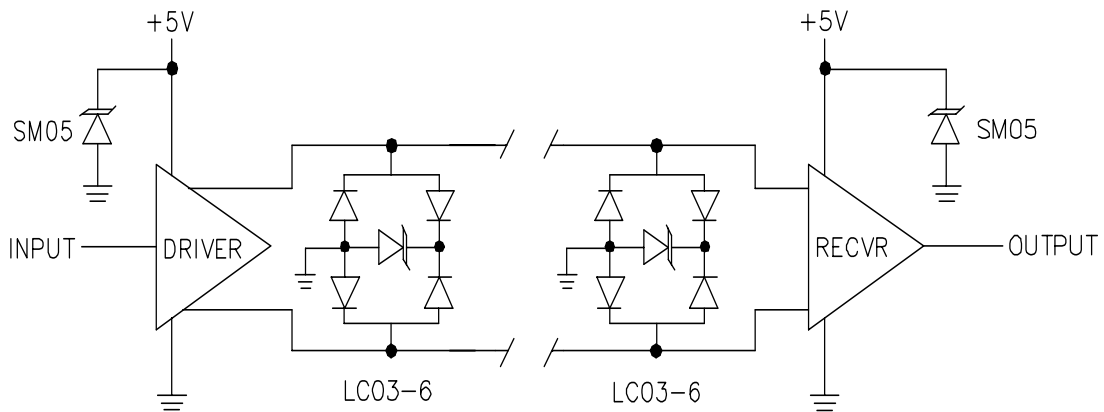 +5V
+5V
SM05
SM05
INPUT
DRIVER
RECVR
OUTPUT
LC03-6
LC03-6